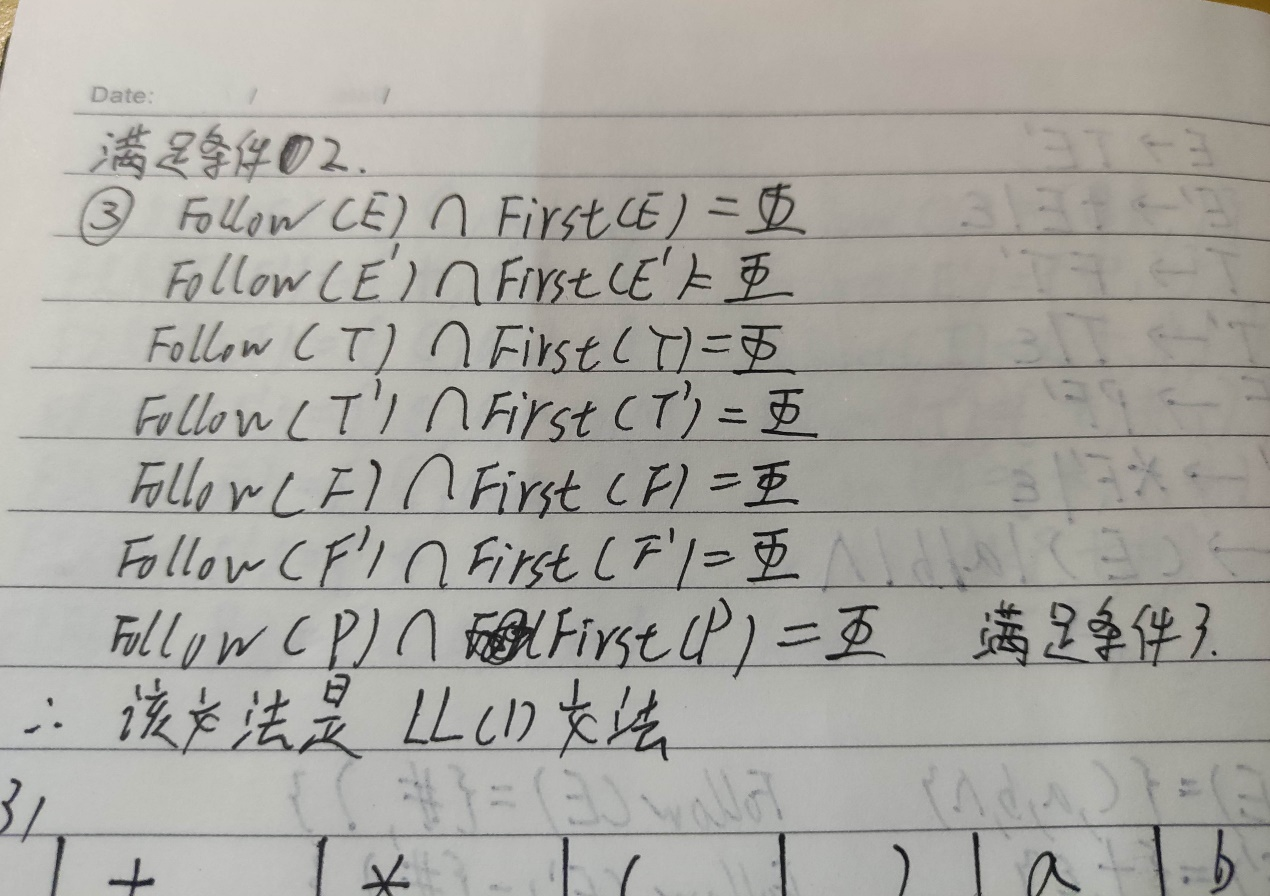 Date: / /
满足条件2.
③ Follow(E) ∩ First(E) = Φ
Follow(E') ∩ First(E') = Φ
Follow(T) ∩ First(T) = Φ
Follow(T') ∩ First(T') = Φ
Follow(F) ∩ First(F) = Φ
Follow(F') ∩ First(F') = Φ
Follow(P) ∩ First(P) = Φ 满足条件3.
∴ 该文法是 LL(1)文法
3)
| + | * | ( | ) | a | b